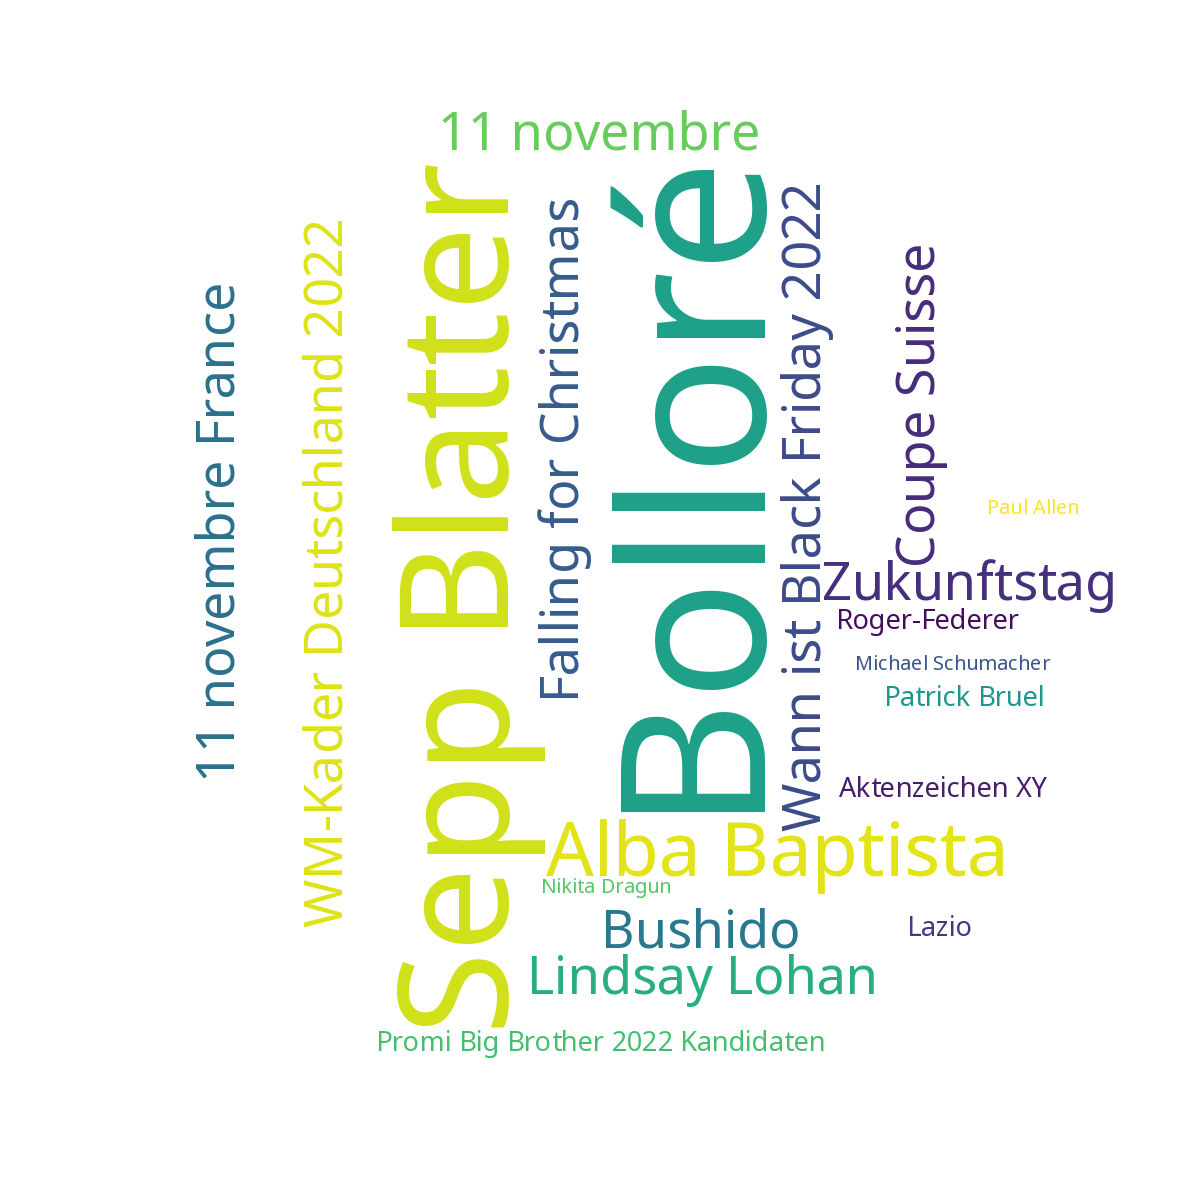 11 novembre
11 novembre France
WM-Kader Deutschland 2022
Sepp Blatter
Falling for Christmas
Bolloré
Wann ist Black Friday 2022
Coupe Suisse
Paul Allen
Zukunftstag
Roger-Federer
Michael Schumacher
Patrick Bruel
Aktenzeichen XY
Alba Baptista
Nikita Dragun
Bushido
Lazio
Lindsay Lohan
Promi Big Brother 2022 Kandidaten